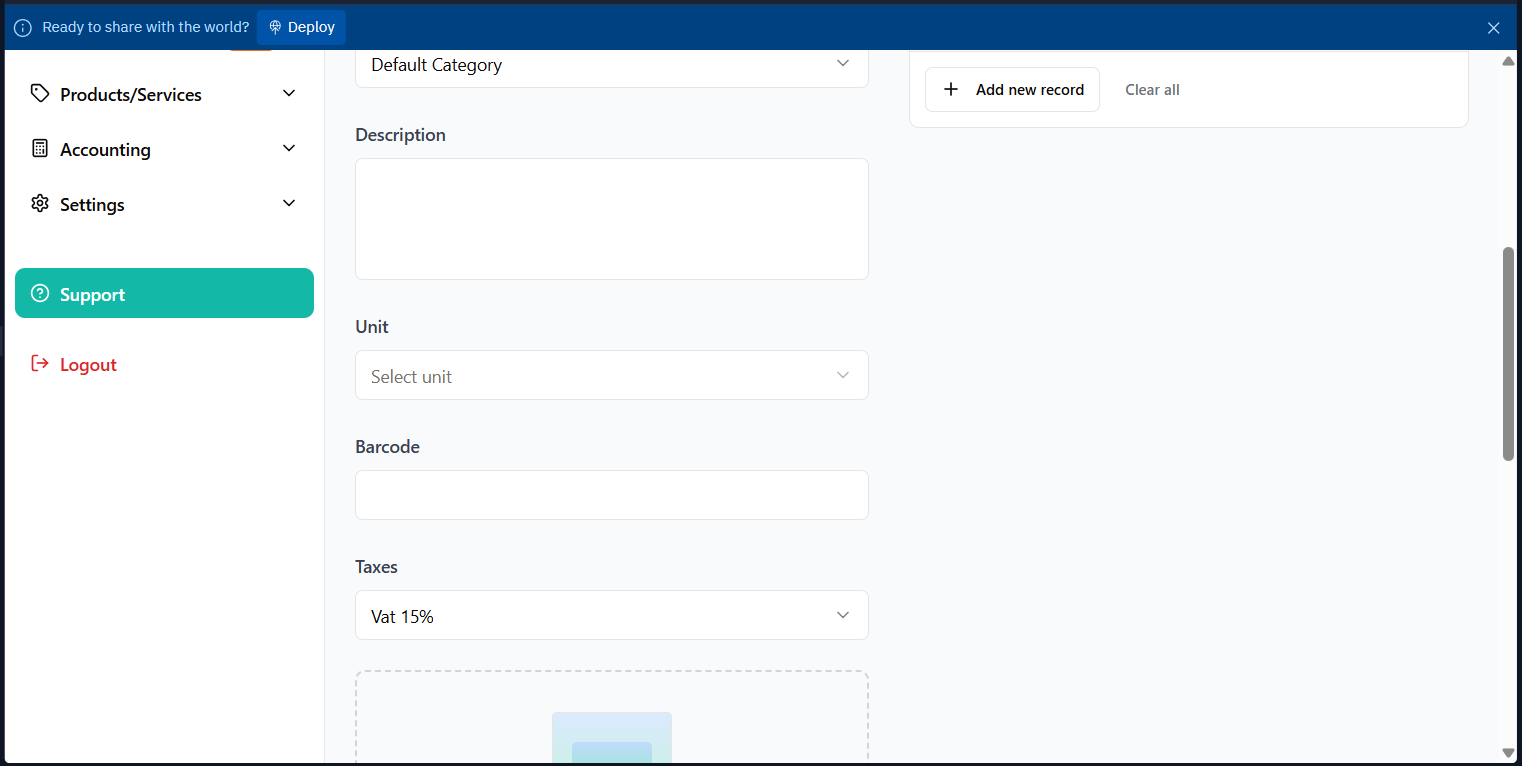 Ready to share with the world?
Deploy
Products/Services
Accounting
Settings
Support
Logout
Default Category
Description
Unit
Select unit
Barcode
Taxes
Vat 15%
Add new record
Clear all